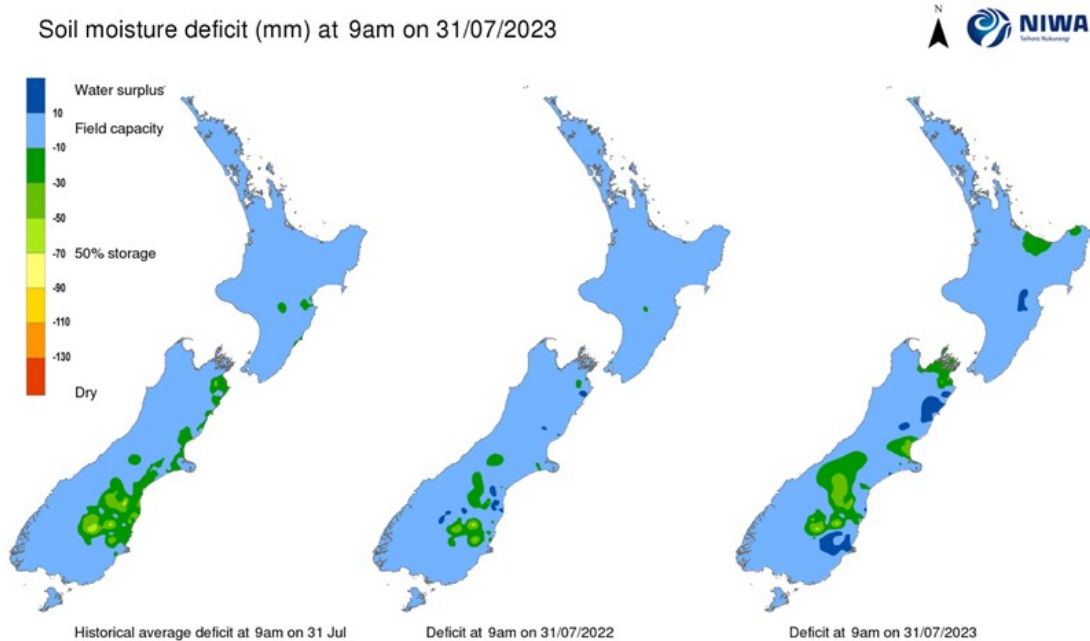 Soil moisture deficit (mm) at 9am on 31/07/2023
N
NIWA
Taihoro Nukurangi
Water surplus
10
Field capacity
-10
-30
-50
50% storage
-70
-90
-110
-130
Dry
Historical average deficit at 9am on 31 Jul
Deficit at 9am on 31/07/2022
Deficit at 9am on 31/07/2023